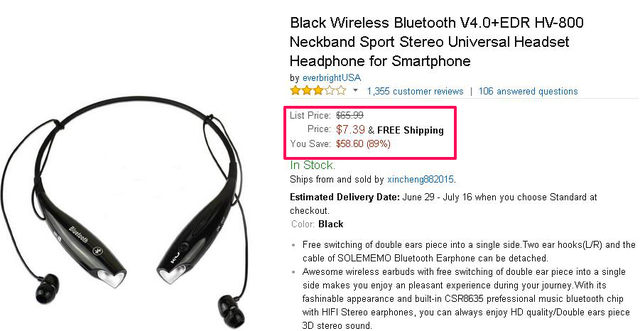 Black Wireless Bluetooth V4.0+EDR HV-800
Neckband Sport Stereo Universal Headset
Headphone for Smartphone
by everbrightUSA
1,355 customer reviews | 106 answered questions
List Price: $65.99
Price: $7.39 & FREE Shipping
You Save: $58.60 (89%)
In Stock.
Ships from and sold by xincheng882015.
Estimated Delivery Date: June 29 - July 16 when you choose Standard at
checkout.
Color: Black
Free switching of double ears piece into a single side.Two ear hooks(L/R) and the
cable of SOLEMEMO Bluetooth Earphone can be detached.
Awesome wireless earbuds with free switching of double ear piece into a single
side makes you enjoy an pleasant experience during your journey.With its
fashinable appearance and built-in CSR8635 prefessional music bluetooth chip
with HIFI Stereo earphones, you can always enjoy HD quality/Double ears piece
3D stereo sound.
Bluetooth